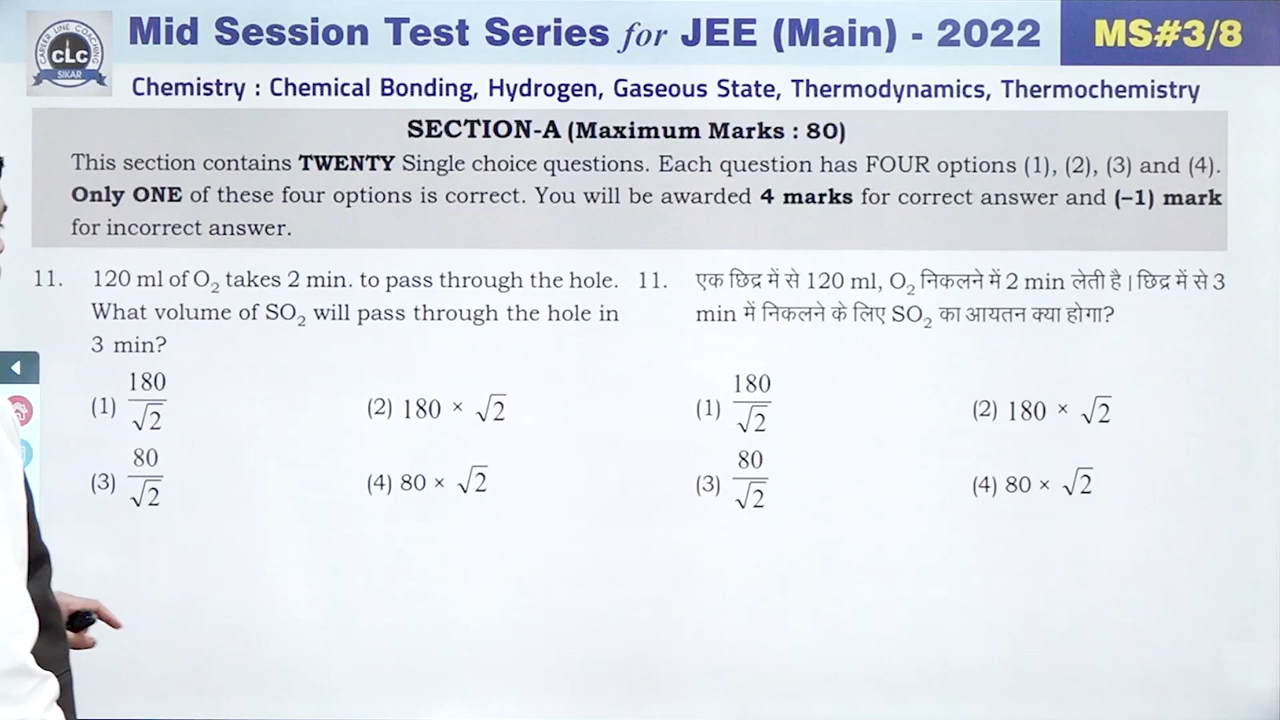 Mid Session Test Series for JEE (Main) - 2022
MS#3/8
CAREER LINE COACHING
CLC
SIKAR
Chemistry : Chemical Bonding, Hydrogen, Gaseous State, Thermodynamics, Thermochemistry
SECTION-A (Maximum Marks : 80)
This section contains TWENTY Single choice questions. Each question has FOUR options (1), (2), (3) and (4).
Only ONE of these four options is correct. You will be awarded 4 marks for correct answer and (–1) mark
for incorrect answer.
11. 120 ml of O₂ takes 2 min. to pass through the hole.
What volume of SO₂ will pass through the hole in
3 min?
(1) 180/√2 (2) 180 × √2
(3) 80/√2 (4) 80 × √2
11. एक छिद्र में से 120 ml, O₂ निकलने में 2 min लेती है। छिद्र में से 3
min में निकलने के लिए SO₂ का आयतन क्या होगा?
(1) 180/√2 (2) 180 × √2
(3) 80/√2 (4) 80 × √2